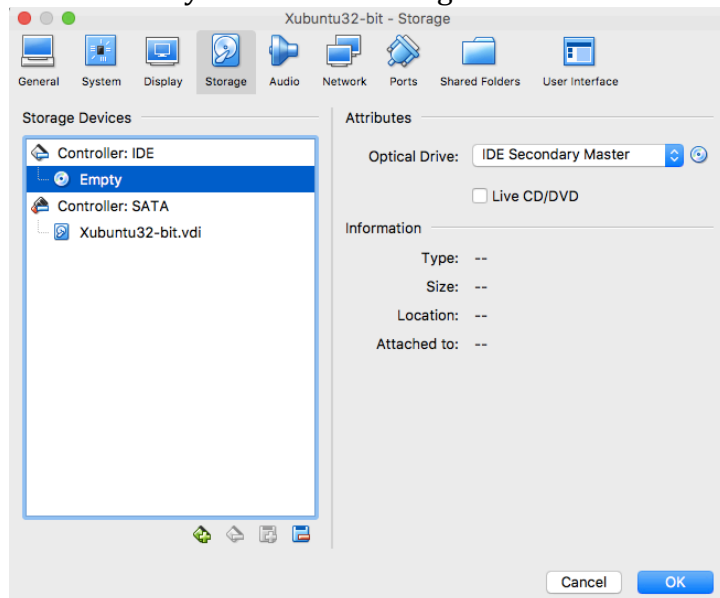 Xubuntu32-bit - Storage
General System Display Storage Audio Network Ports Shared Folders User Interface
Storage Devices
Controller: IDE
Empty
Controller: SATA
Xubuntu32-bit.vdi
Attributes
Optical Drive: IDE Secondary Master
Live CD/DVD
Information
Type: --
Size: --
Location: --
Attached to: --
Cancel OK